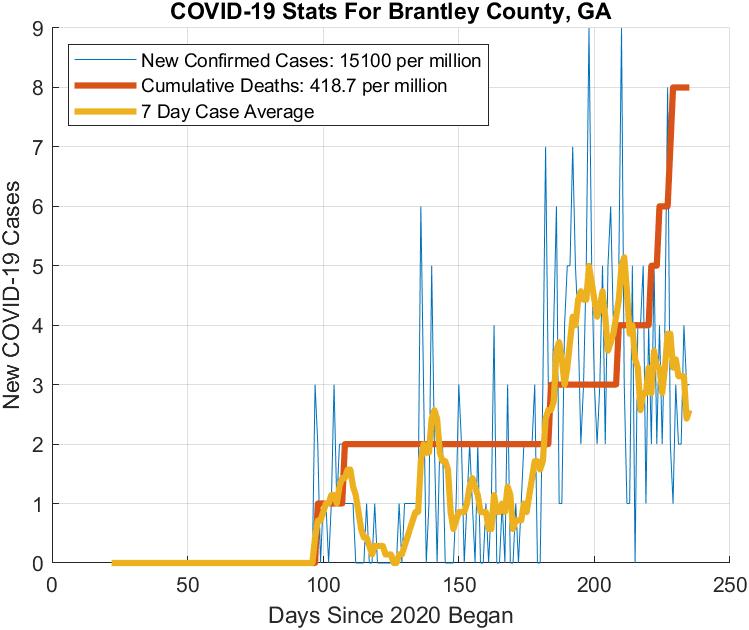 COVID-19 Stats For Brantley County, GA
New Confirmed Cases: 15100 per million
Cumulative Deaths: 418.7 per million
7 Day Case Average
New COVID-19 Cases
9
8
7
6
5
4
3
2
1
0
0 50 100 150 200 250
Days Since 2020 Began